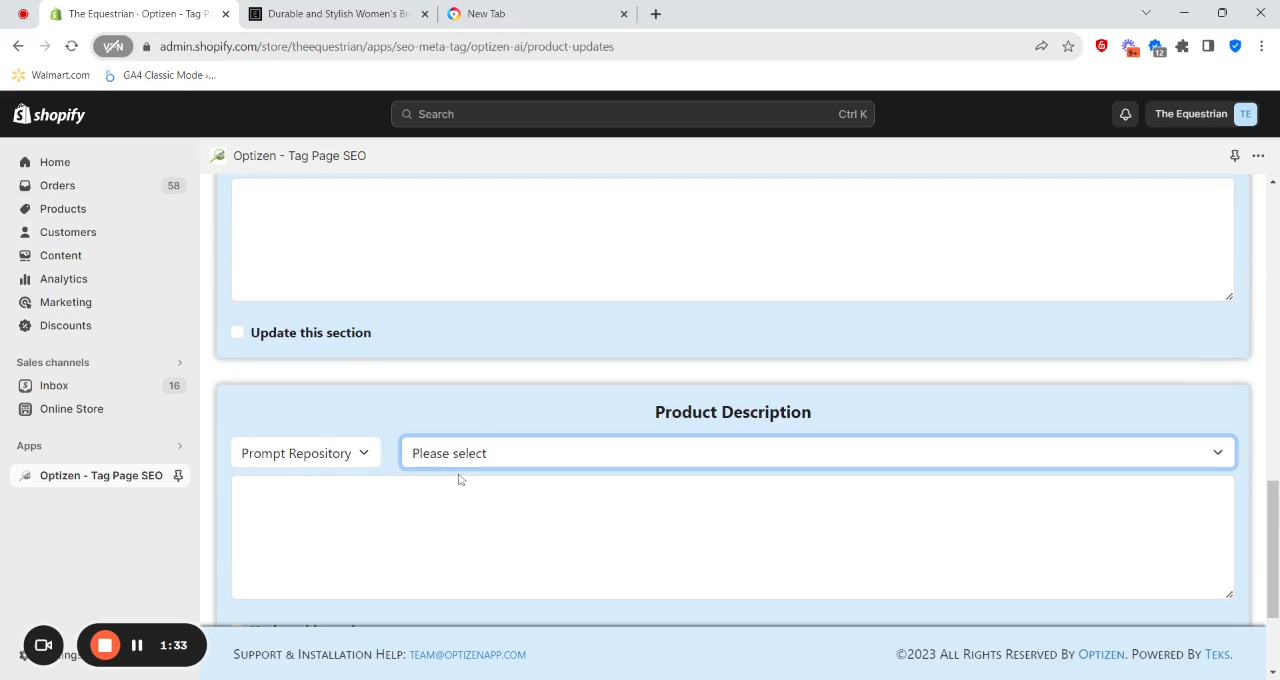 The Equestrian · Optizen - Tag P
Durable and Stylish Women's Br
New Tab
VPN
admin.shopify.com/store/theequestrian/apps/seo-meta-tag/optizen-ai/product-updates
9+
12
Walmart.com
GA4 Classic Mode ›...
shopify
Search
Ctrl K
The Equestrian
TE
Home
Orders
58
Products
Customers
Content
Analytics
Marketing
Discounts
Sales channels
Inbox
16
Online Store
Apps
Optizen - Tag Page SEO
Optizen - Tag Page SEO
Update this section
Product Description
Prompt Repository
Please select
1:33
Support & Installation Help: team@optizenapp.com
©2023 All Rights Reserved By Optizen. Powered By Teks.